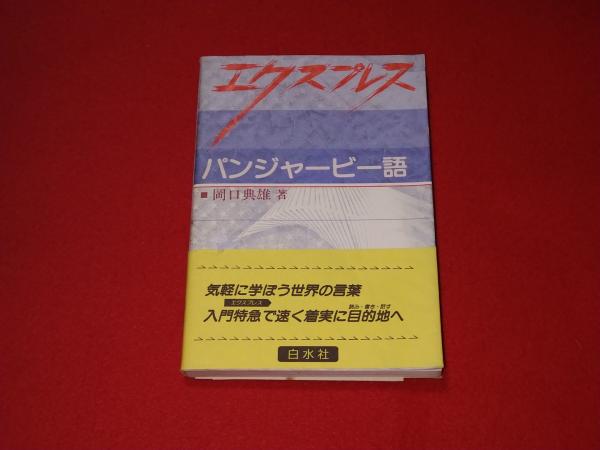 エクスプレス
パンジャービー語
■岡口典雄 著
気軽に学ぼう世界の言葉
エクスプレス
読み・書き・話す
入門特急で速く着実に目的地へ
白水社